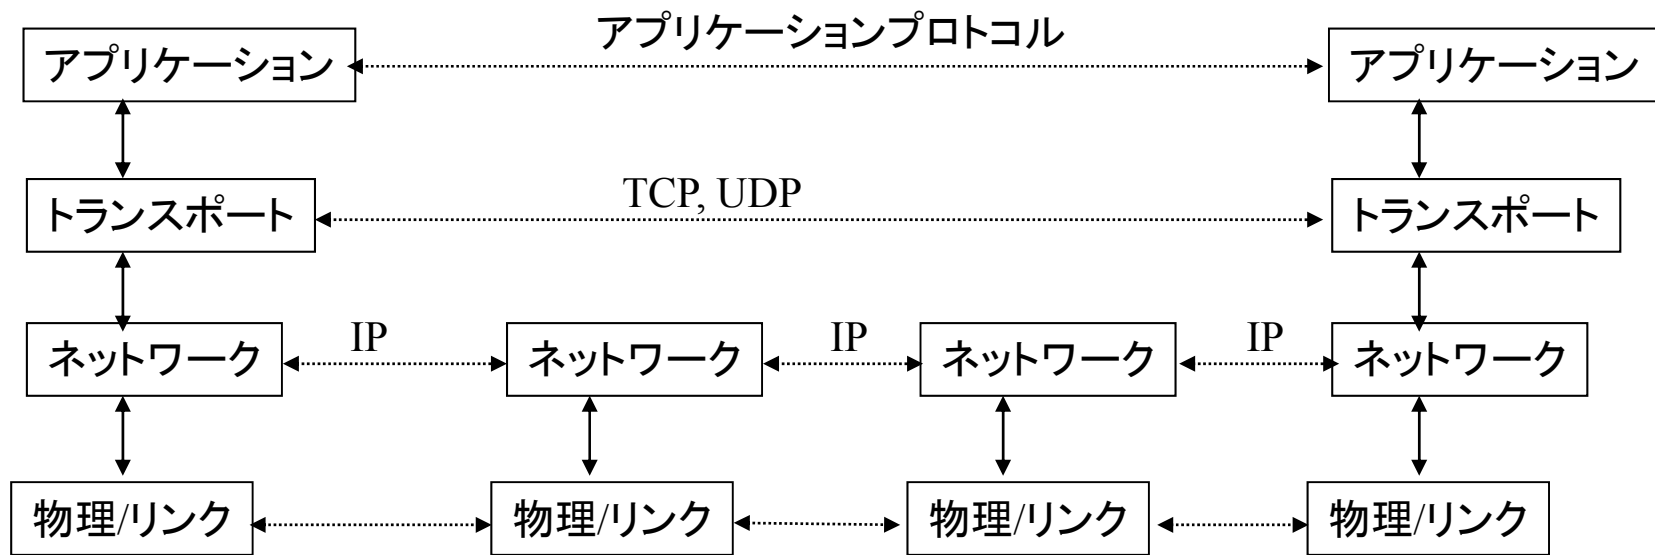 アプリケーションプロトコル
アプリケーション アプリケーション
TCP, UDP
トランスポート トランスポート
IP IP IP
ネットワーク ネットワーク ネットワーク ネットワーク
物理/リンク 物理/リンク 物理/リンク 物理/リンク